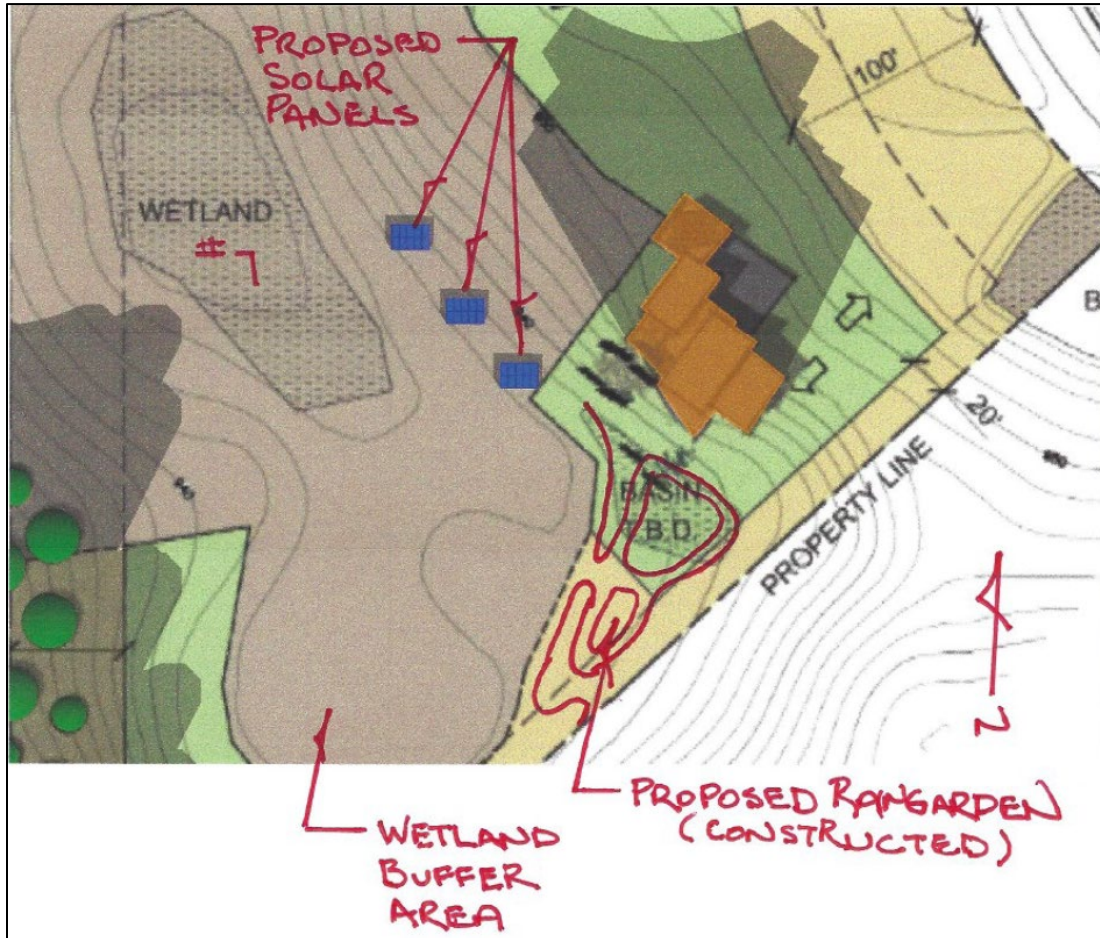 PROPOSED
SOLAR
PANELS
100'
WETLAND
#7
B
20'
BASIN
T.B.D.
PROPERTY LINE
N
PROPOSED RAINGARDEN
(CONSTRUCTED)
WETLAND
BUFFER
AREA